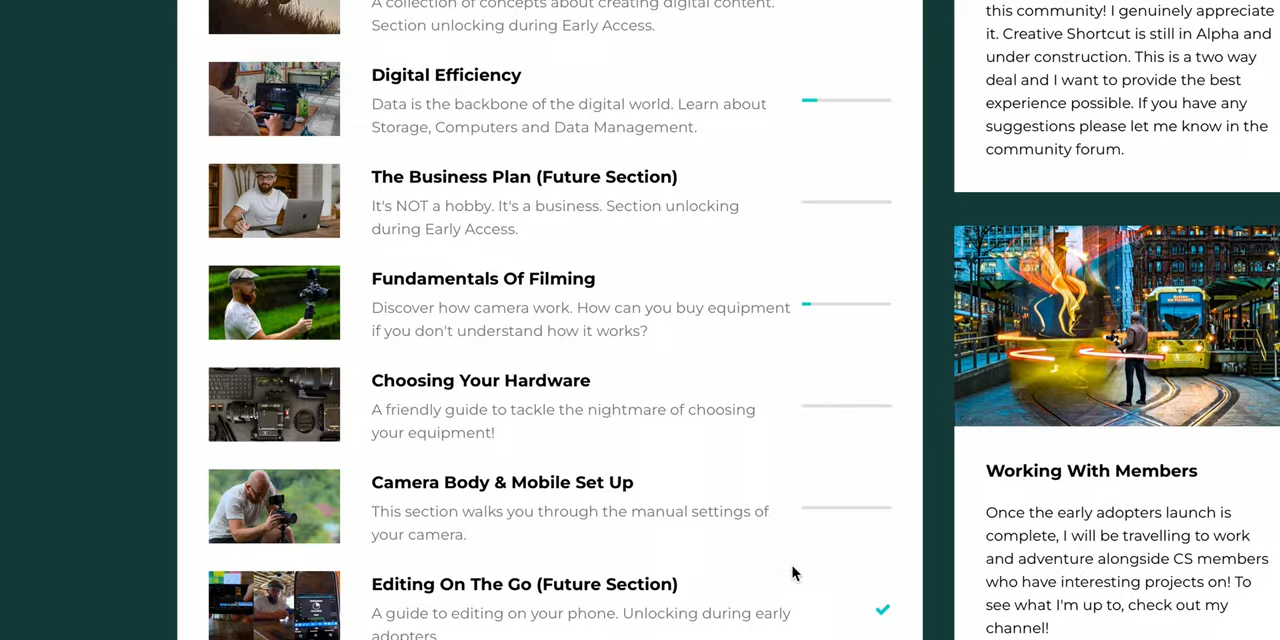 A collection of concepts about creating digital content.
Section unlocking during Early Access.
Digital Efficiency
Data is the backbone of the digital world. Learn about
Storage, Computers and Data Management.
The Business Plan (Future Section)
It's NOT a hobby. It's a business. Section unlocking
during Early Access.
Fundamentals Of Filming
Discover how camera work. How can you buy equipment
if you don't understand how it works?
Choosing Your Hardware
A friendly guide to tackle the nightmare of choosing
your equipment!
Camera Body & Mobile Set Up
This section walks you through the manual settings of
your camera.
Editing On The Go (Future Section)
A guide to editing on your phone. Unlocking during early
adopters.
this community! I genuinely appreciate
it. Creative Shortcut is still in Alpha and
under construction. This is a two way
deal and I want to provide the best
experience possible. If you have any
suggestions please let me know in the
community forum.
Working With Members
Once the early adopters launch is
complete, I will be travelling to work
and adventure alongside CS members
who have interesting projects on! To
see what I'm up to, check out my
channel!